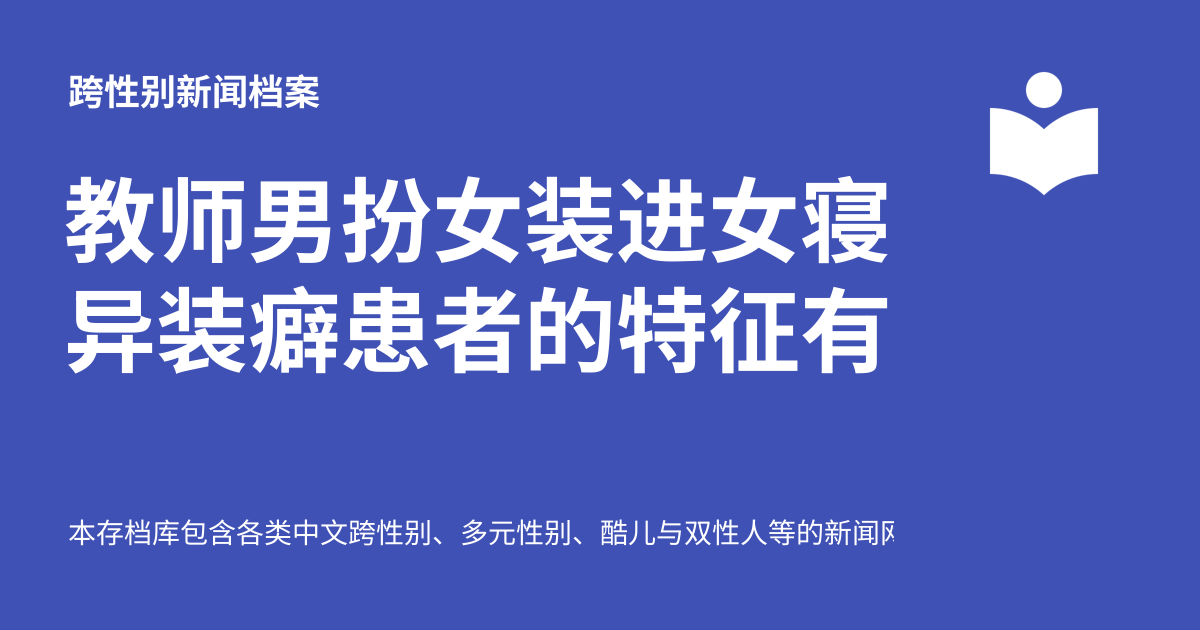 跨性别新闻档案
教师男扮女装进女寝
异装癖患者的特征有
本存档库包含各类中文跨性别、多元性别、酷儿与双性人等的新闻